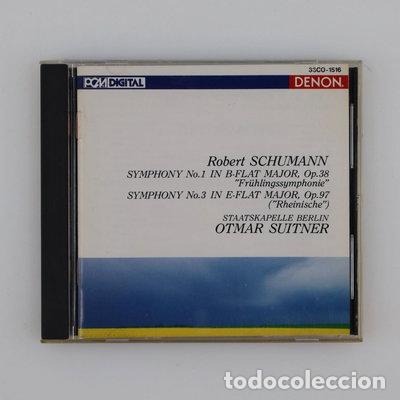 33CO-1516
PCM DIGITAL
DENON
Robert SCHUMANN
SYMPHONY No.1 IN B-FLAT MAJOR, Op.38
"Frühlingssymphonie"
SYMPHONY No.3 IN E-FLAT MAJOR, Op.97
("Rheinische")
STAATSKAPELLE BERLIN
OTMAR SUITNER
todocoleccion